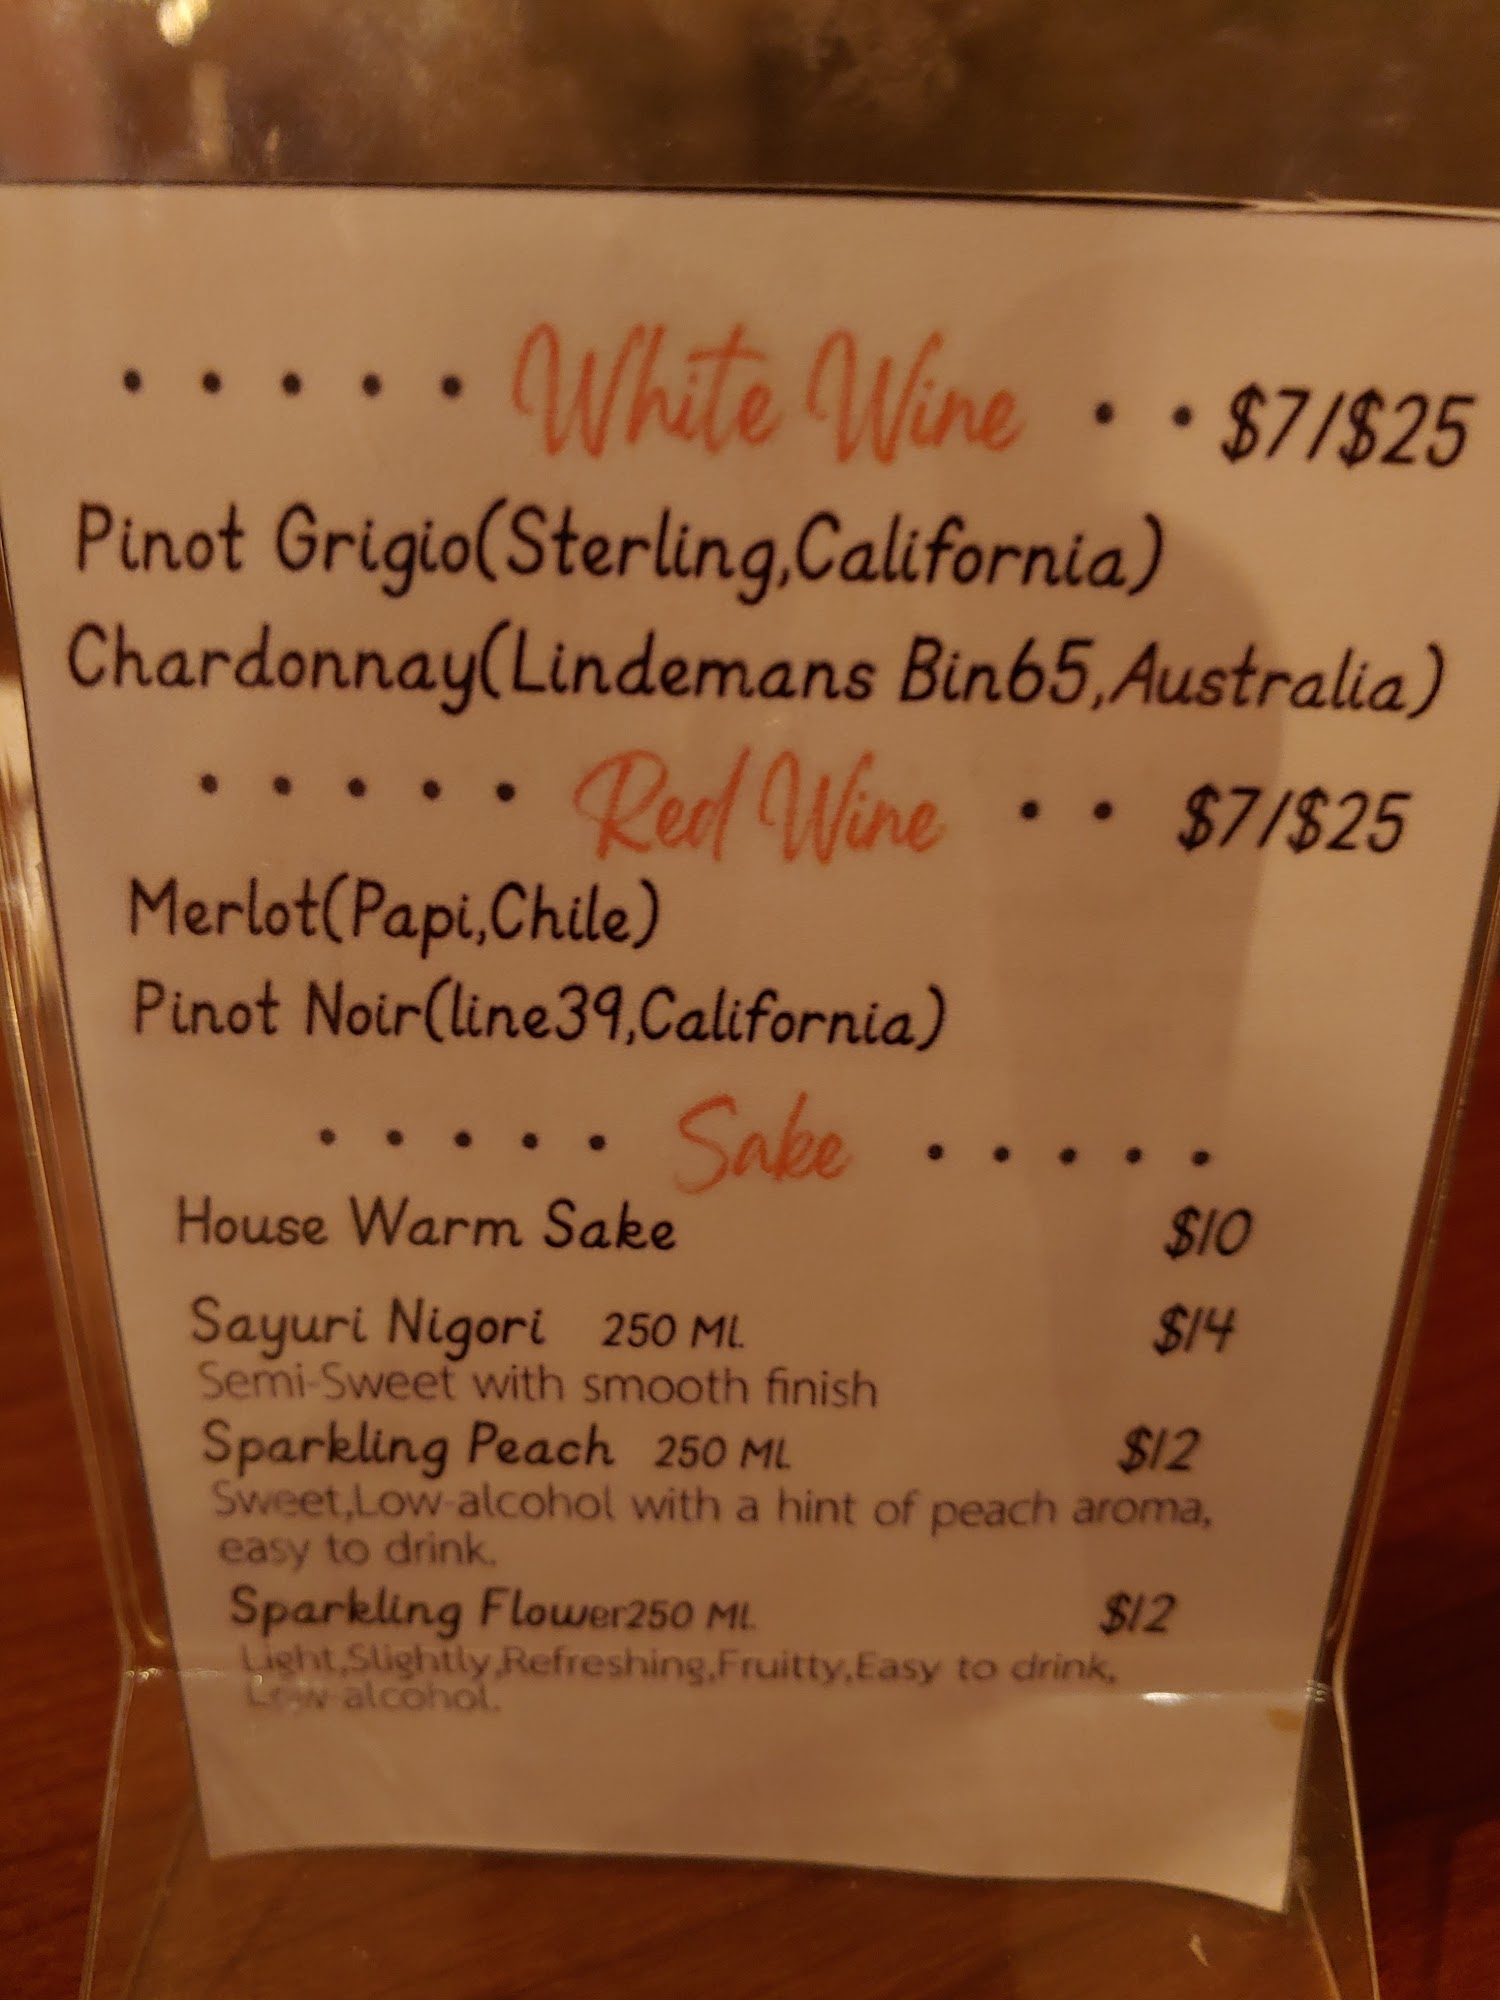 White Wine $7/$25
Pinot Grigio(Sterling,California)
Chardonnay(Lindemans Bin65,Australia)
Red Wine $7/$25
Merlot(Papi,Chile)
Pinot Noir(line39,California)
Sake
House Warm Sake $10
Sayuri Nigori 250 ML $14
Semi-Sweet with smooth finish
Sparkling Peach 250 ML $12
Sweet,Low-alcohol with a hint of peach aroma,
easy to drink.
Sparkling Flower250 ML $12
Light,Slightly,Refreshing,Fruitty,Easy to drink,
Low-alcohol.